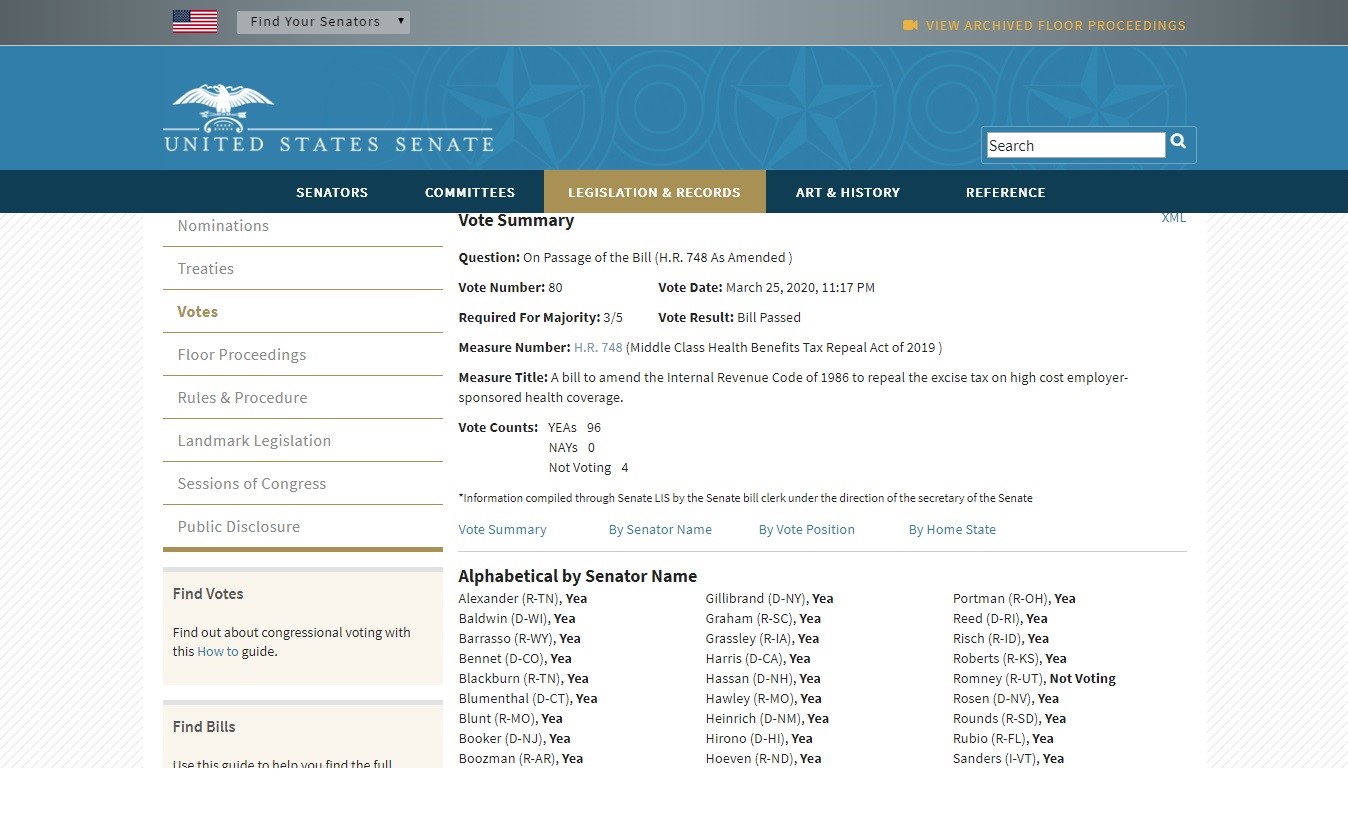 Find Your Senators
VIEW ARCHIVED FLOOR PROCEEDINGS
UNITED STATES SENATE
Search
SENATORS COMMITTEES LEGISLATION & RECORDS ART & HISTORY REFERENCE
Nominations
Treaties
Votes
Floor Proceedings
Rules & Procedure
Landmark Legislation
Sessions of Congress
Public Disclosure
Find Votes
Find out about congressional voting with
this How to guide.
Find Bills
Use this guide to help you find the full
Vote Summary
XML
Question: On Passage of the Bill (H.R. 748 As Amended )
Vote Number: 80 Vote Date: March 25, 2020, 11:17 PM
Required For Majority: 3/5 Vote Result: Bill Passed
Measure Number: H.R. 748 (Middle Class Health Benefits Tax Repeal Act of 2019 )
Measure Title: A bill to amend the Internal Revenue Code of 1986 to repeal the excise tax on high cost employer-
sponsored health coverage.
Vote Counts: YEAs 96
NAYs 0
Not Voting 4
*Information compiled through Senate LIS by the Senate bill clerk under the direction of the secretary of the Senate
Vote Summary By Senator Name By Vote Position By Home State
Alphabetical by Senator Name
Alexander (R-TN), Yea
Baldwin (D-WI), Yea
Barrasso (R-WY), Yea
Bennet (D-CO), Yea
Blackburn (R-TN), Yea
Blumenthal (D-CT), Yea
Blunt (R-MO), Yea
Booker (D-NJ), Yea
Boozman (R-AR), Yea
Gillibrand (D-NY), Yea
Graham (R-SC), Yea
Grassley (R-IA), Yea
Harris (D-CA), Yea
Hassan (D-NH), Yea
Hawley (R-MO), Yea
Heinrich (D-NM), Yea
Hirono (D-HI), Yea
Hoeven (R-ND), Yea
Portman (R-OH), Yea
Reed (D-RI), Yea
Risch (R-ID), Yea
Roberts (R-KS), Yea
Romney (R-UT), Not Voting
Rosen (D-NV), Yea
Rounds (R-SD), Yea
Rubio (R-FL), Yea
Sanders (I-VT), Yea